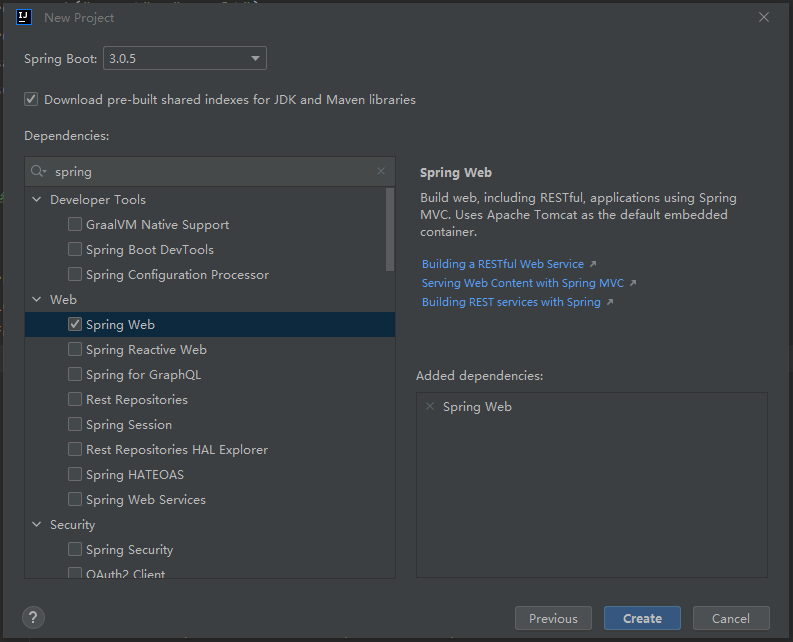 IJ New Project
Spring Boot: 3.0.5
Download pre-built shared indexes for JDK and Maven libraries
Dependencies:
spring
Developer Tools
GraalVM Native Support
Spring Boot DevTools
Spring Configuration Processor
Web
Spring Web
Spring Reactive Web
Spring for GraphQL
Rest Repositories
Spring Session
Rest Repositories HAL Explorer
Spring HATEOAS
Spring Web Services
Security
Spring Security
OAuth2 Client
Spring Web
Build web, including RESTful, applications using Spring
MVC. Uses Apache Tomcat as the default embedded
container.
Building a RESTful Web Service
Serving Web Content with Spring MVC
Building REST services with Spring
Added dependencies:
Spring Web
?
Previous
Create
Cancel